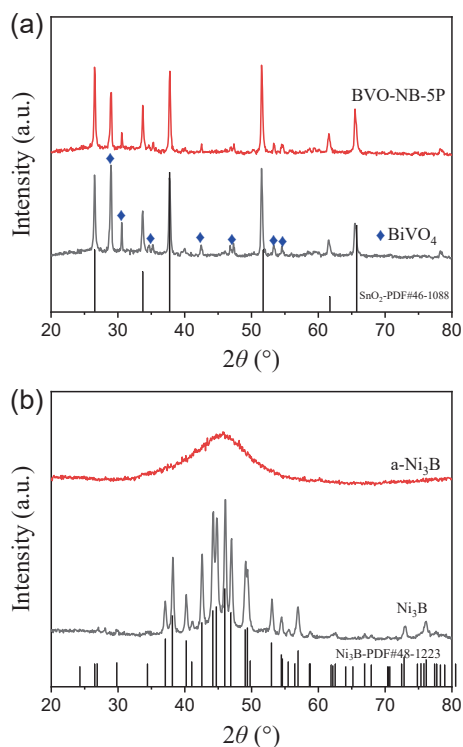 (a)
Intensity (a.u.)
BVO-NB-5P
BiVO₄
SnO₂-PDF#46-1088
20 30 40 50 60 70 80
2θ (°)
(b)
Intensity (a.u.)
a-Ni₃B
Ni₃B
Ni₃B-PDF#48-1223
20 30 40 50 60 70 80
2θ (°)